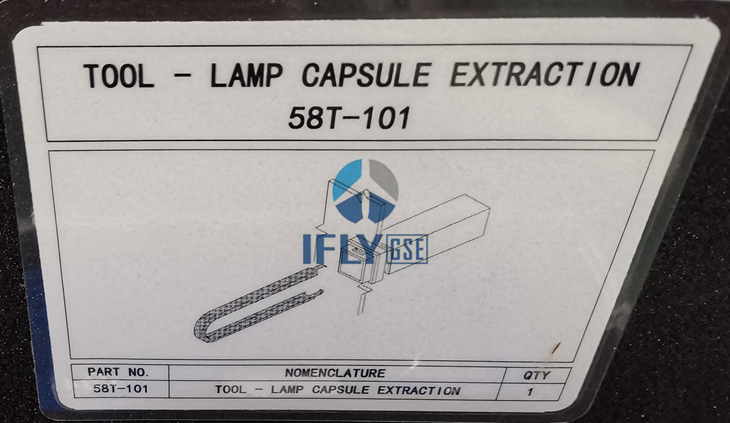 TOOL - LAMP CAPSULE EXTRACTION
58T-101
IFLY GSE
PART NO. NOMENCLATURE QTY
58T-101 TOOL - LAMP CAPSULE EXTRACTION 1